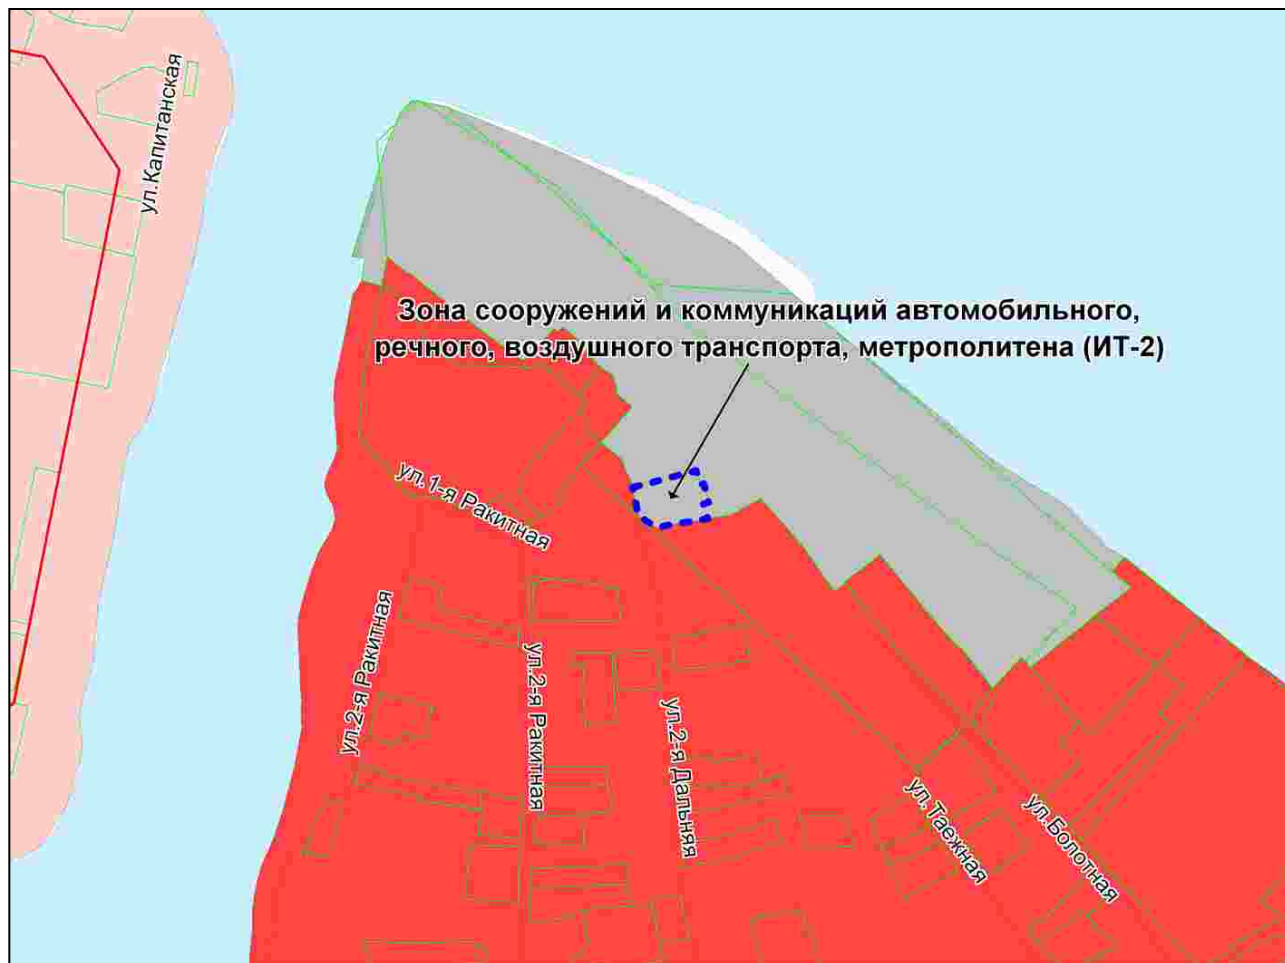 ул.Капитанская
Зона сооружений и коммуникаций автомобильного,
речного, воздушного транспорта, метрополитена (ИТ-2)
ул.1-я Ракитная
ул.2-я Ракитная
ул.2-я Ракитная
ул.2-я Дальняя
ул.Таежная
ул.Болотная